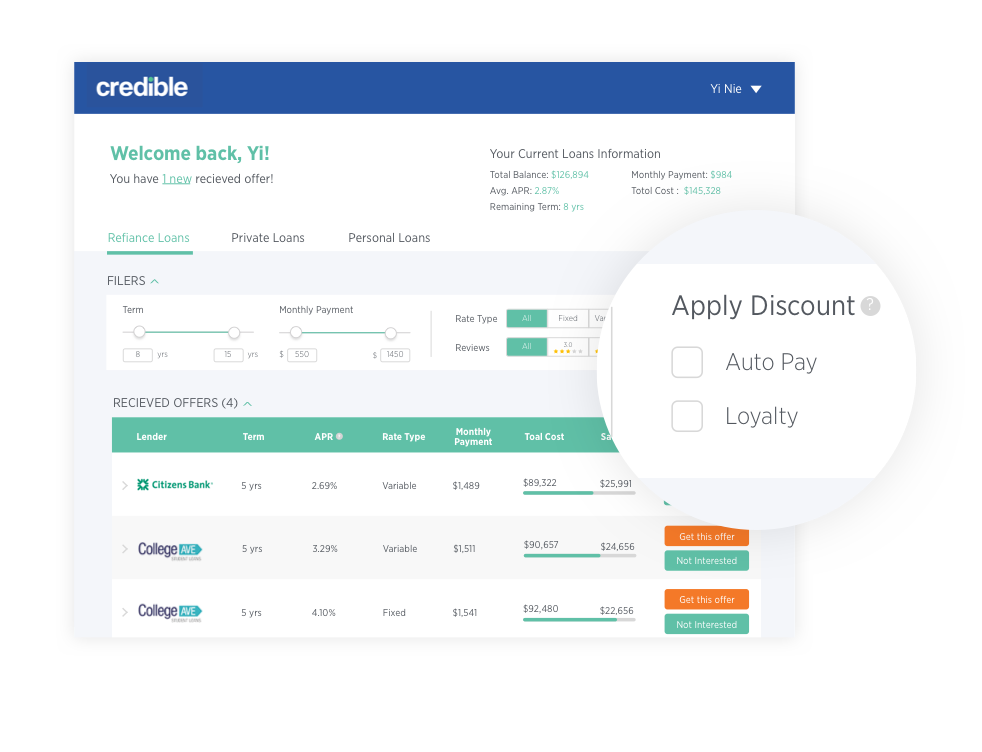 credible
Yi Nie
Welcome back, Yi!
You have 1 new recieved offer!
Your Current Loans Information
Total Balance: $126,894
Monthly Payment: $984
Avg. APR: 2.87%
Totol Cost : $145,328
Remaining Term: 8 yrs
Refiance Loans
Private Loans
Personal Loans
FILERS
Term
8 yrs
15 yrs
Monthly Payment
$ 550
$ 1450
Rate Type
All
Fixed
Reviews
All
3.0
Apply Discount ?
Auto Pay
Loyalty
RECIEVED OFFERS (4)
Lender
Term
APR
Rate Type
Monthly
Payment
Toal Cost
Citizens Bank
5 yrs
2.69%
Variable
$1,489
$89,322
$25,991
College AVE
STUDENT LOANS
5 yrs
3.29%
Variable
$1,511
$90,657
$24,656
Get this offer
Not Interested
College AVE
STUDENT LOANS
5 yrs
4.10%
Fixed
$1,541
$92,480
$22,656
Get this offer
Not Interested